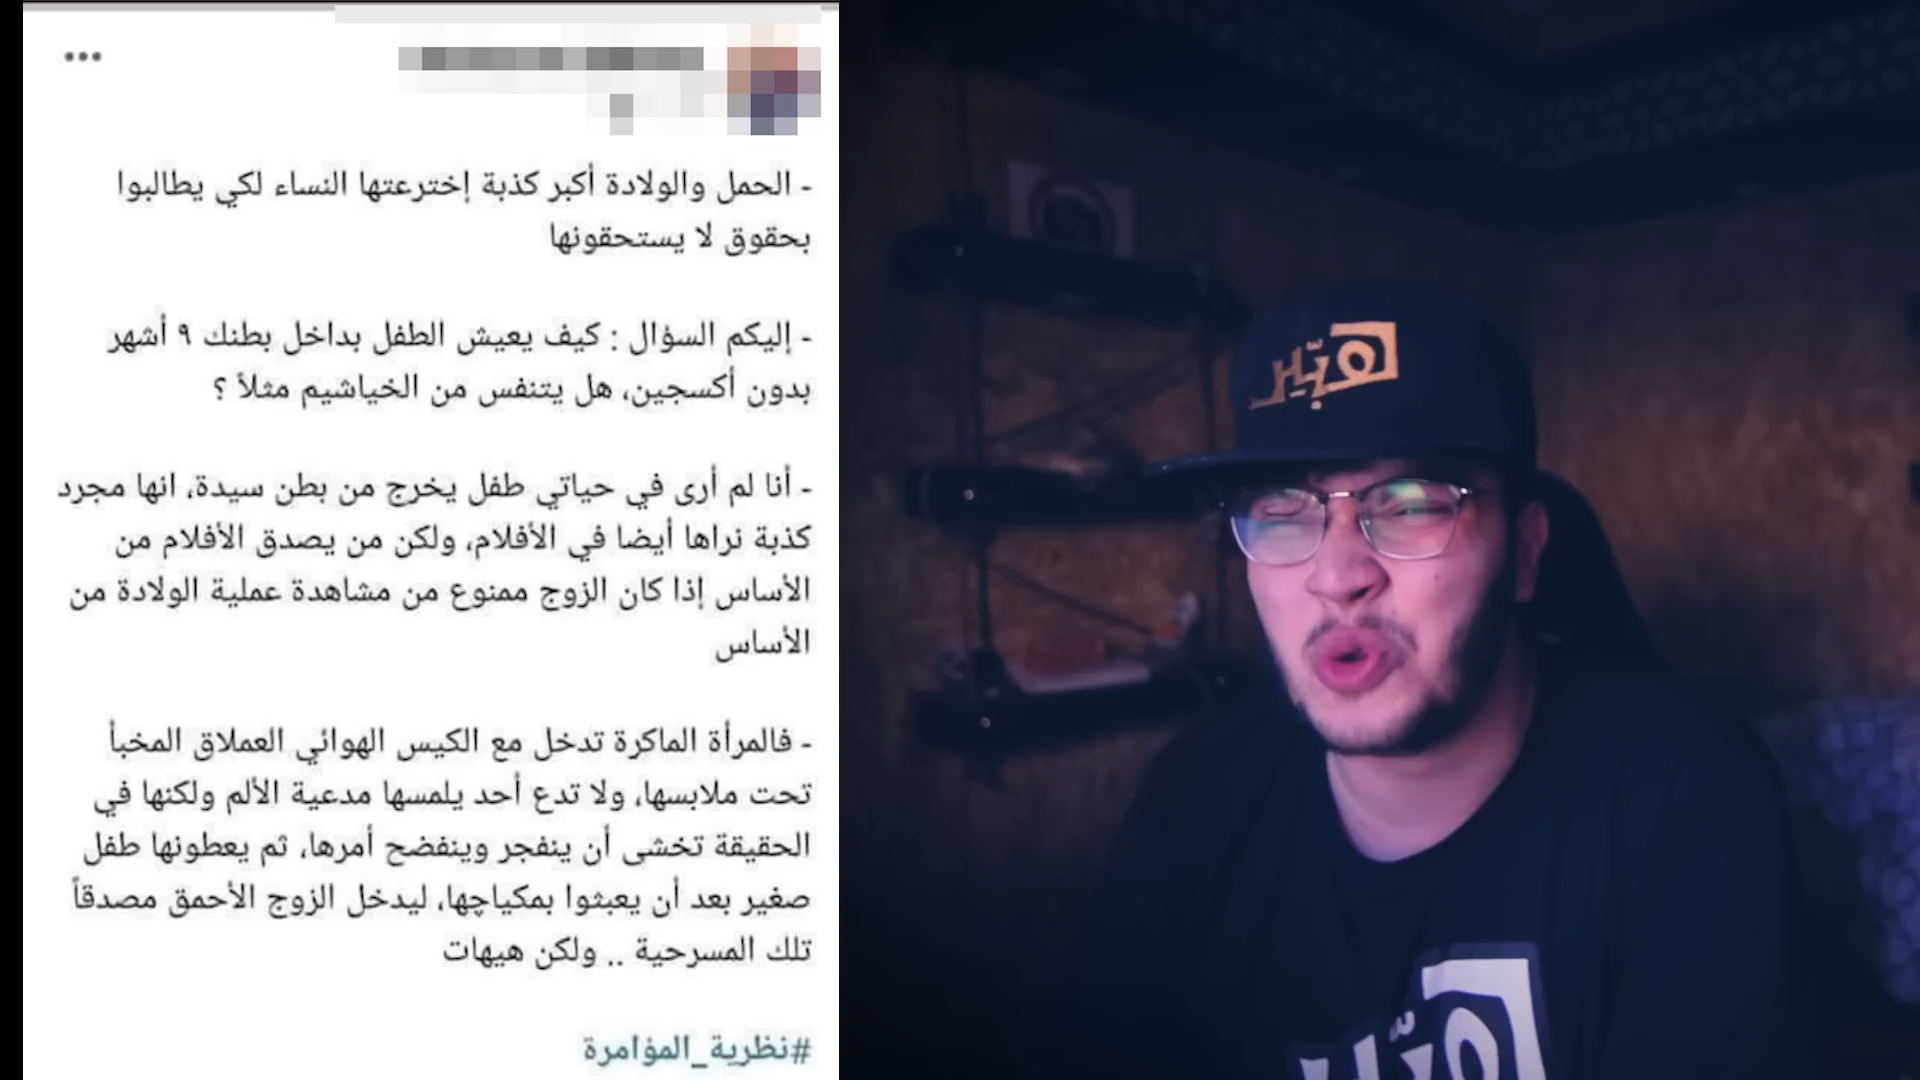 - الحمل والولادة أكبر كذبة إخترعتها النساء لكي يطالبوا
بحقوق لا يستحقونها
- إليكم السؤال : كيف يعيش الطفل بداخل بطنك ٩ أشهر
بدون أكسجين، هل يتنفس من الخياشيم مثلاً ؟
- أنا لم أرى في حياتي طفل يخرج من بطن سيدة، انها مجرد
كذبة نراها أيضا في الأفلام، ولكن من يصدق الأفلام من
الأساس إذا كان الزوج ممنوع من مشاهدة عملية الولادة من
الأساس
- فالمرأة الماكرة تدخل مع الكيس الهوائي العملاق المخبأ
تحت ملابسها، ولا تدع أحد يلمسها مدعية الألم ولكنها في
الحقيقة تخشى أن ينفجر وينفضح أمرها، ثم يعطونها طفل
صغير بعد أن يعبثوا بمكياچها، ليدخل الزوج الأحمق مصدقاً
تلك المسرحية .. ولكن هيهات
#نظرية_المؤامرة